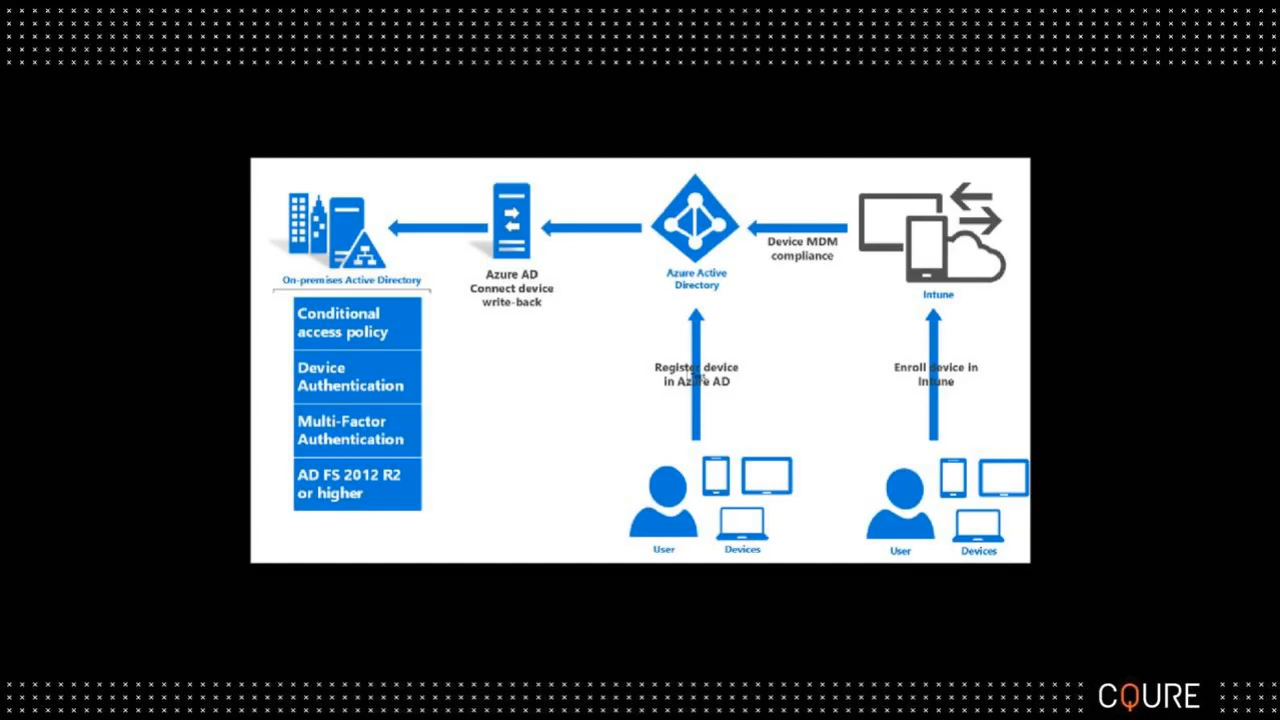 On-premises Active Directory
Conditional
access policy
Device
Authentication
Multi-Factor
Authentication
AD FS 2012 R2
or higher
Azure AD
Connect device
write-back
Azure Active
Directory
Device MDM
compliance
Intune
Register device
in Azure AD
Enroll device in
Intune
User
Devices
User
Devices
CQURE